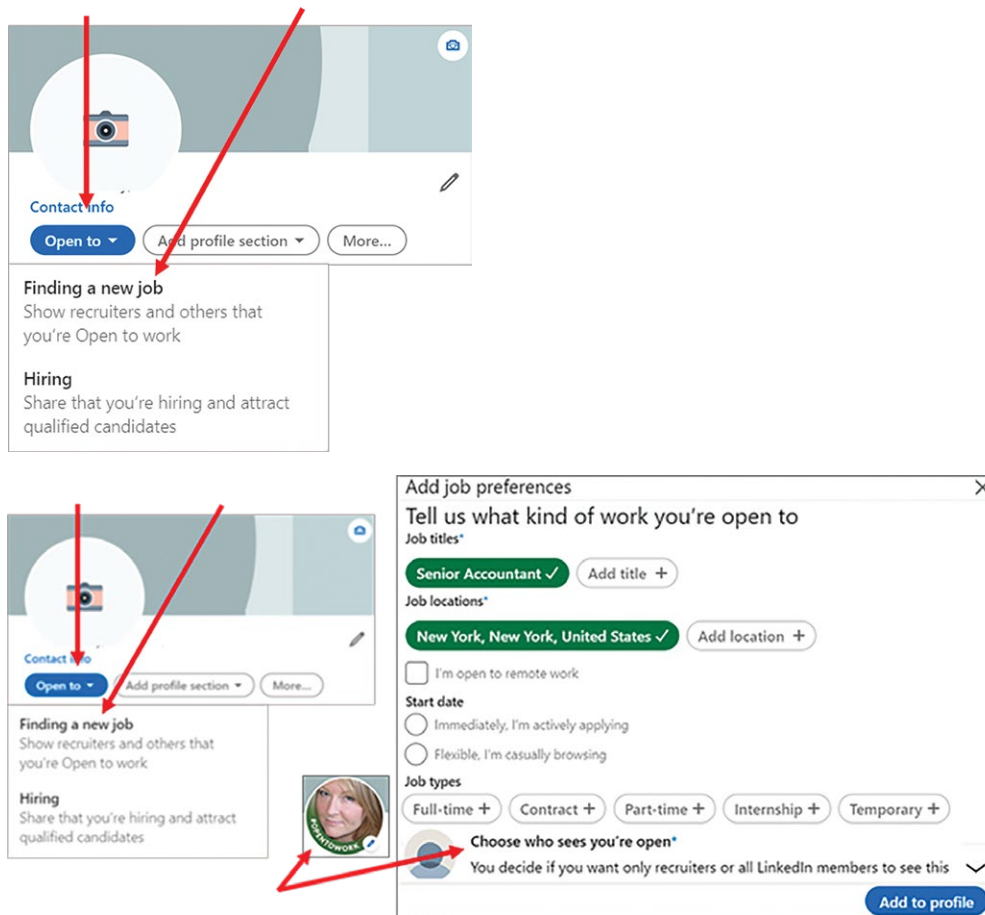 Contact info
Open to
Add profile section
More...
Finding a new job
Show recruiters and others that
you're Open to work
Hiring
Share that you're hiring and attract
qualified candidates
Contact info
Open to
Add profile section
More...
Finding a new job
Show recruiters and others that
you're Open to work
Hiring
Share that you're hiring and attract
qualified candidates
#OPENTOWORK
Add job preferences
Tell us what kind of work you're open to
Job titles*
Senior Accountant ✓ Add title +
Job locations*
New York, New York, United States ✓ Add location +
I'm open to remote work
Start date
Immediately, I'm actively applying
Flexible, I'm casually browsing
Job types
Full-time + Contract + Part-time + Internship + Temporary +
Choose who sees you're open*
You decide if you want only recruiters or all LinkedIn members to see this
Add to profile